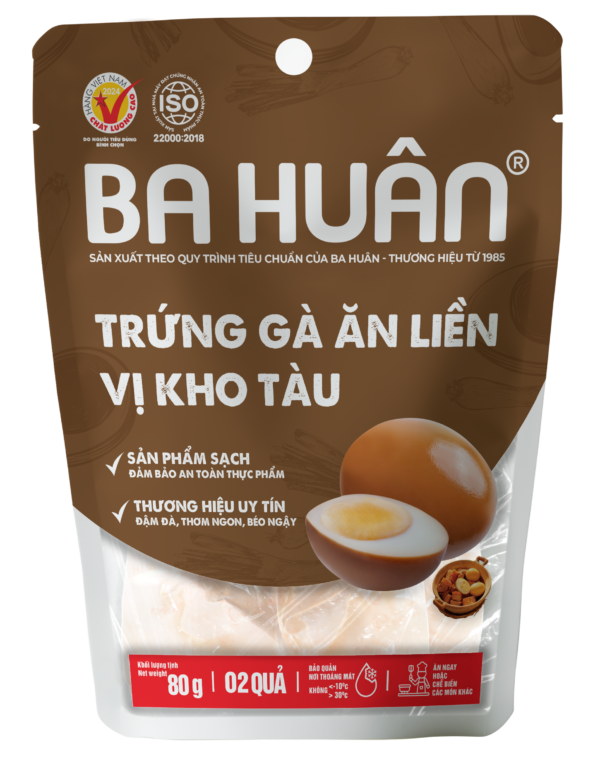 HÀNG VIỆT NAM
2024
CHẤT LƯỢNG CAO
DO NGƯỜI TIÊU DÙNG
BÌNH CHỌN
ISO
22000:2018
BA HUÂN®
SẢN XUẤT THEO QUY TRÌNH TIÊU CHUẨN CỦA BA HUÂN - THƯƠNG HIỆU TỪ 1985
TRỨNG GÀ ĂN LIỀN
VỊ KHO TÀU
SẢN PHẨM SẠCH
ĐẢM BẢO AN TOÀN THỰC PHẨM
THƯƠNG HIỆU UY TÍN
ĐẬM ĐÀ, THƠM NGON, BÉO NGẬY
Khối lượng tịnh
Net weight
80g
02 QUẢ
BẢO QUẢN
NƠI THOÁNG MÁT
KHÔNG <-10°C
> 30°C
ĂN NGAY
HOẶC
CHẾ BIẾN
CÁC MÓN KHÁC